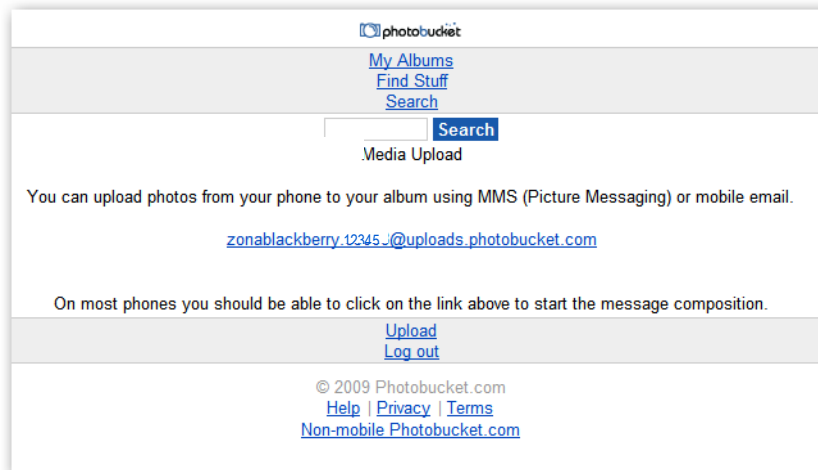 photobucket
My Albums
Find Stuff
Search
Search
Media Upload
You can upload photos from your phone to your album using MMS (Picture Messaging) or mobile email.
zonablackberry.12345 @uploads.photobucket.com
On most phones you should be able to click on the link above to start the message composition.
Upload
Log out
© 2009 Photobucket.com
Help | Privacy | Terms
Non-mobile Photobucket.com